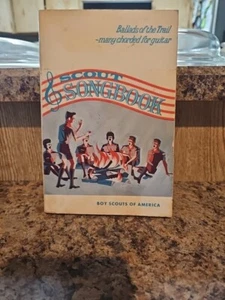 Ballads of the Trail
-many chorded for guitar
SCOUT
SONGBOOK
BOY SCOUTS OF AMERICA